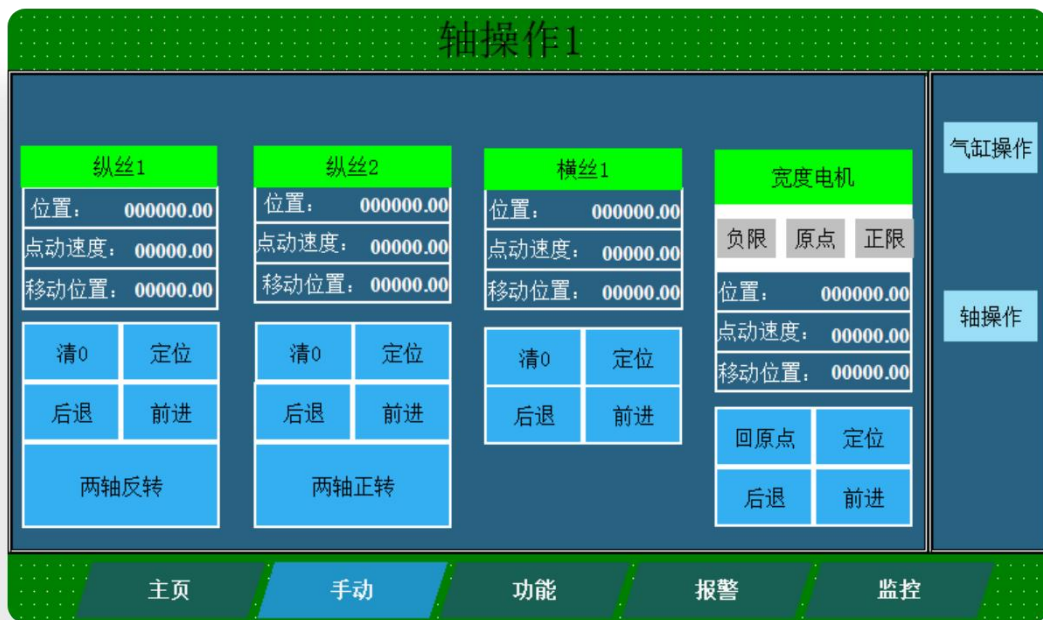 轴操作1
纵丝1
位置： 000000.00
点动速度： 00000.00
移动位置： 00000.00
清0 定位
后退 前进
两轴反转
纵丝2
位置： 000000.00
点动速度： 00000.00
移动位置： 00000.00
清0 定位
后退 前进
两轴正转
横丝1
位置： 000000.00
点动速度： 00000.00
移动位置： 00000.00
清0 定位
后退 前进
宽度电机
负限 原点 正限
位置： 000000.00
点动速度： 00000.00
移动位置： 00000.00
回原点 定位
后退 前进
气缸操作
轴操作
主页 手动 功能 报警 监控